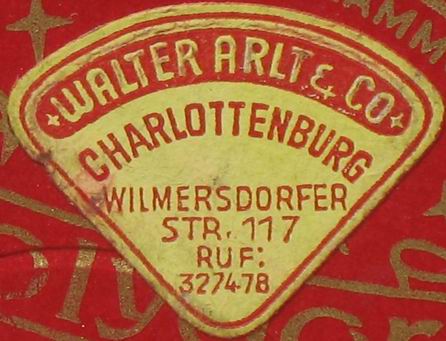 WALTER ARLT & CO
CHARLOTTENBURG
WILMERSDORFER
STR. 117
RUF:
327478